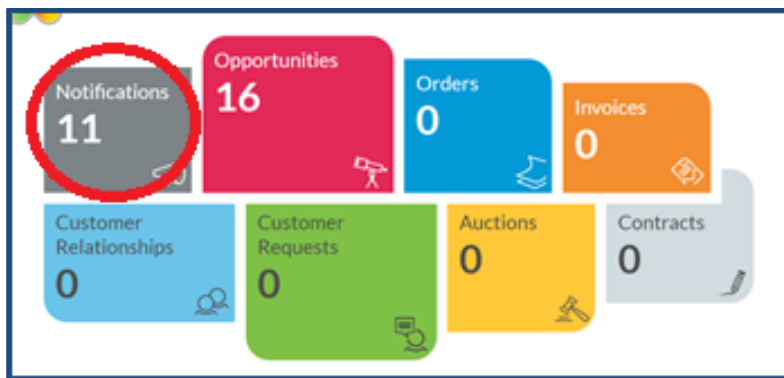 Notifications
11
Opportunities
16
Orders
0
Invoices
0
Customer
Relationships
0
Customer
Requests
0
Auctions
0
Contracts
0